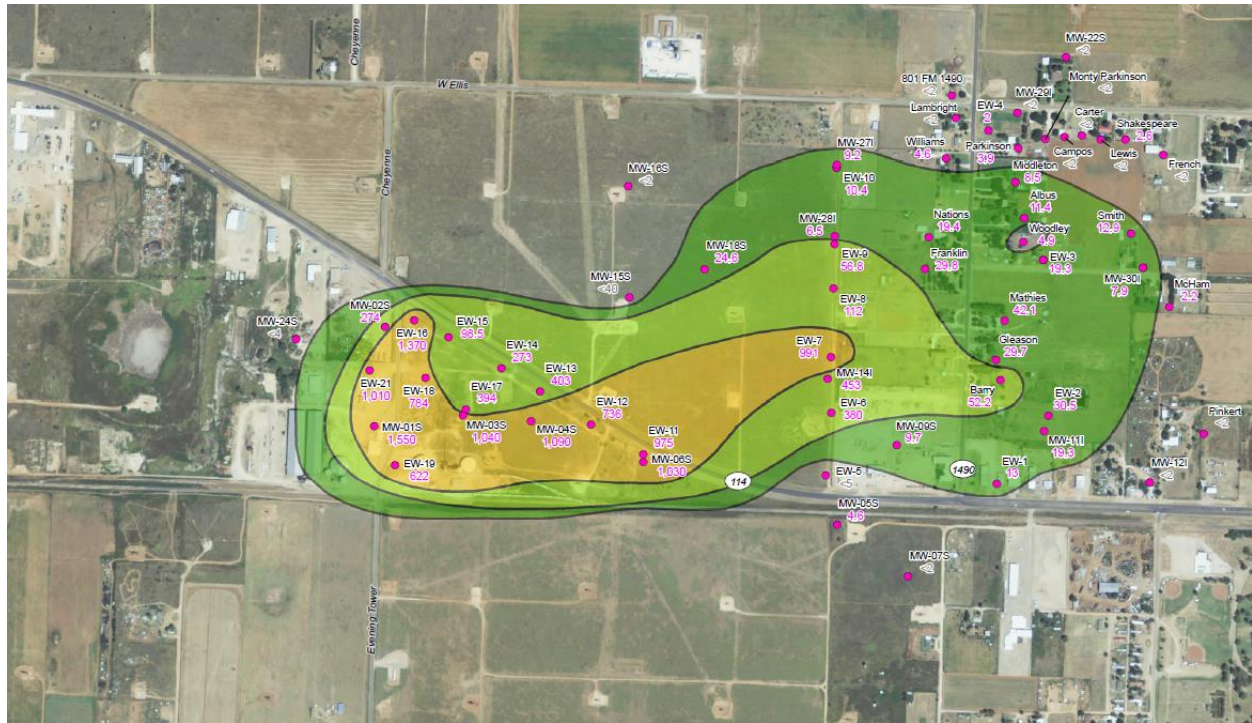 MW-22S
<2
Cheyenne
Monty Parkinson
<2
W Ellis
801 FM 1490
<2
MW-29I
<2
Lambright
<2
EW-4
2
Carter
<2
Shakespeare
2.6
MW-27I
9.2
Williams
4.6
Parkinson
3.9
Campos
<2
Lewis
<2
French
<2
Cheyenne
MW-16S
<2
EW-10
10.4
Middleton
8.5
Albus
11.4
MW-28I
6.5
Nations
19.4
Woodley
4.9
Smith
12.9
MW-18S
24.6
EW-9
56.8
Franklin
29.8
EW-3
19.3
MW-30I
7.9
MW-15S
<40
EW-8
112
McHam
2.2
MW-02S
274
MW-24S
<4
EW-16
1,370
EW-15
98.5
Mathies
42.1
EW-14
273
EW-7
991
Gleason
29.7
EW-21
1,010
EW-18
784
EW-17
394
EW-13
403
MW-14I
453
Barry
52.2
EW-12
738
EW-6
380
EW-2
30.5
Pinkert
<2
MW-01S
1,550
MW-03S
1,040
MW-04S
1,090
EW-11
975
MW-09S
9.7
MW-11I
19.3
EW-19
622
MW-06S
1,030
114
EW-5
<5
1490
EW-1
13
MW-12I
<2
MW-05S
4.6
MW-07S
<2
Evening Tower